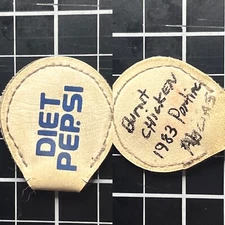 DIET
PEPSI
Burnt
CHICKEN
1983 Pontiac